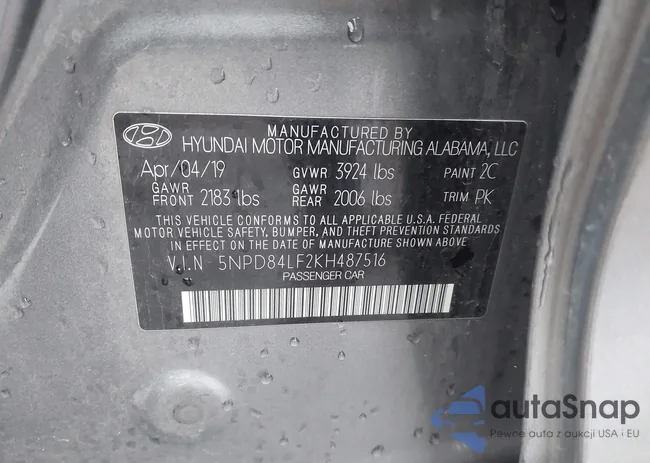 MANUFACTURED BY
HYUNDAI MOTOR MANUFACTURING ALABAMA, LLC
Apr/04/19 GVWR 3924 lbs PAINT 2C
GAWR FRONT 2183 lbs GAWR REAR 2006 lbs TRIM PK
THIS VEHICLE CONFORMS TO ALL APPLICABLE U.S.A. FEDERAL
MOTOR VEHICLE SAFETY, BUMPER, AND THEFT PREVENTION STANDARDS
IN EFFECT ON THE DATE OF MANUFACTURE SHOWN ABOVE.
V.I.N 5NPD84LF2KH487516
PASSENGER CAR
autaSnap
Pewne auta z aukcji USA i EU